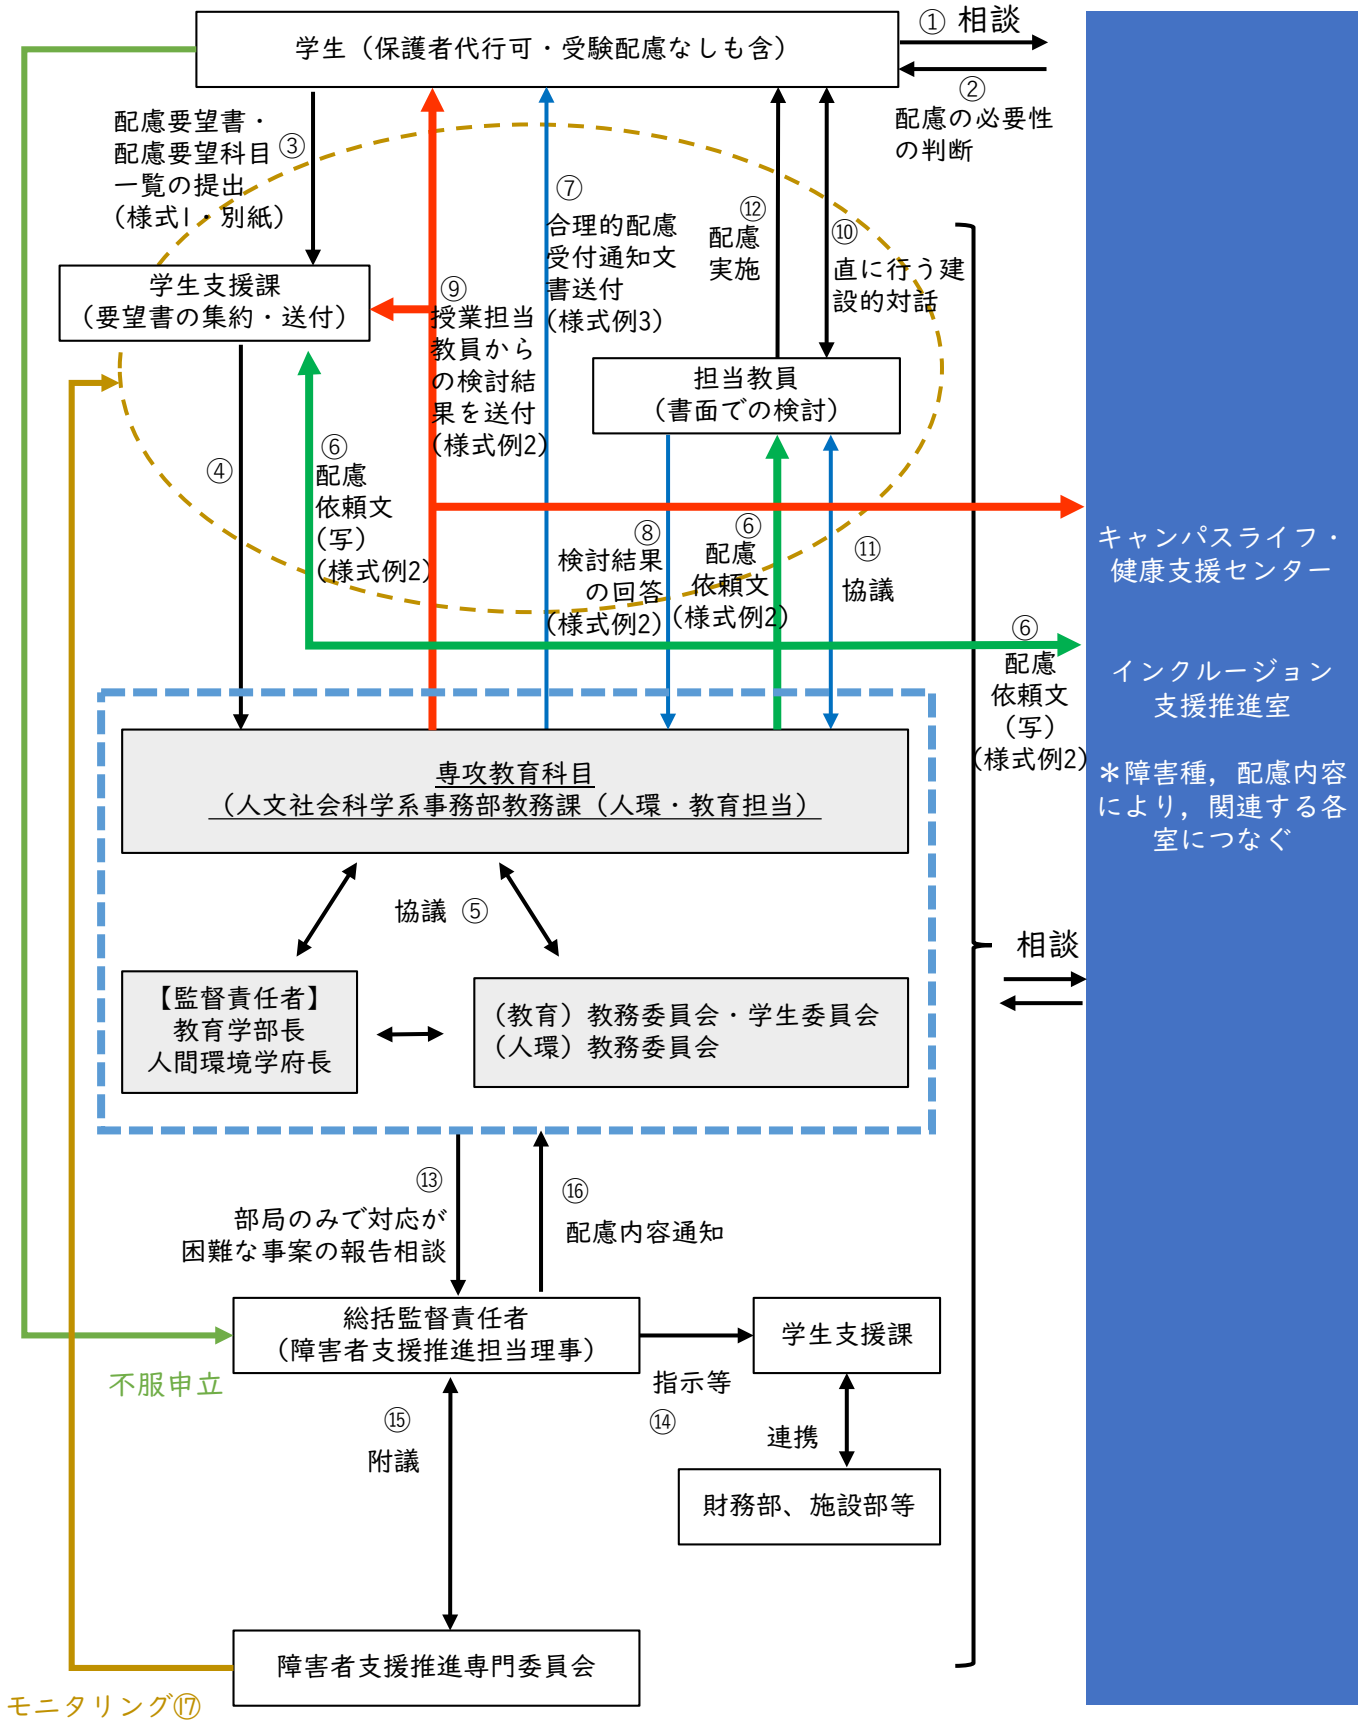 学生（保護者代行可・受験配慮なしも含）
① 相談
②
配慮の必要性
の判断
配慮要望書・
配慮要望科目
一覧の提出
(様式1・別紙)
③
学生支援課
(要望書の集約・送付)
⑨
授業担当
教員から
の検討結
果を送付
(様式例2)
⑦
合理的配慮
受付通知文
書送付
(様式例3)
⑫
配慮
実施
⑩
直に行う建
設的対話
担当教員
(書面での検討)
④
⑥
配慮
依頼文
(写)
(様式例2)
⑧
検討結果
の回答
(様式例2)
⑥
配慮
依頼文
(様式例2)
⑪
協議
⑥
配慮
依頼文
(写)
(様式例2)
キャンパスライフ・
健康支援センター
インクルージョン
支援推進室
＊障害種，配慮内容
により，関連する各
室につなぐ
専攻教育科目
（人文社会科学系事務部教務課（人環・教育担当）
協議 ⑤
【監督責任者】
教育学部長
人間環境学府長
（教育）教務委員会・学生委員会
（人環）教務委員会
相談
⑬
部局のみで対応が
困難な事案の報告相談
⑯
配慮内容通知
総括監督責任者
(障害者支援推進担当理事)
学生支援課
不服申立
指示等
⑭
⑮
附議
連携
財務部、施設部等
障害者支援推進専門委員会
モニタリング⑰